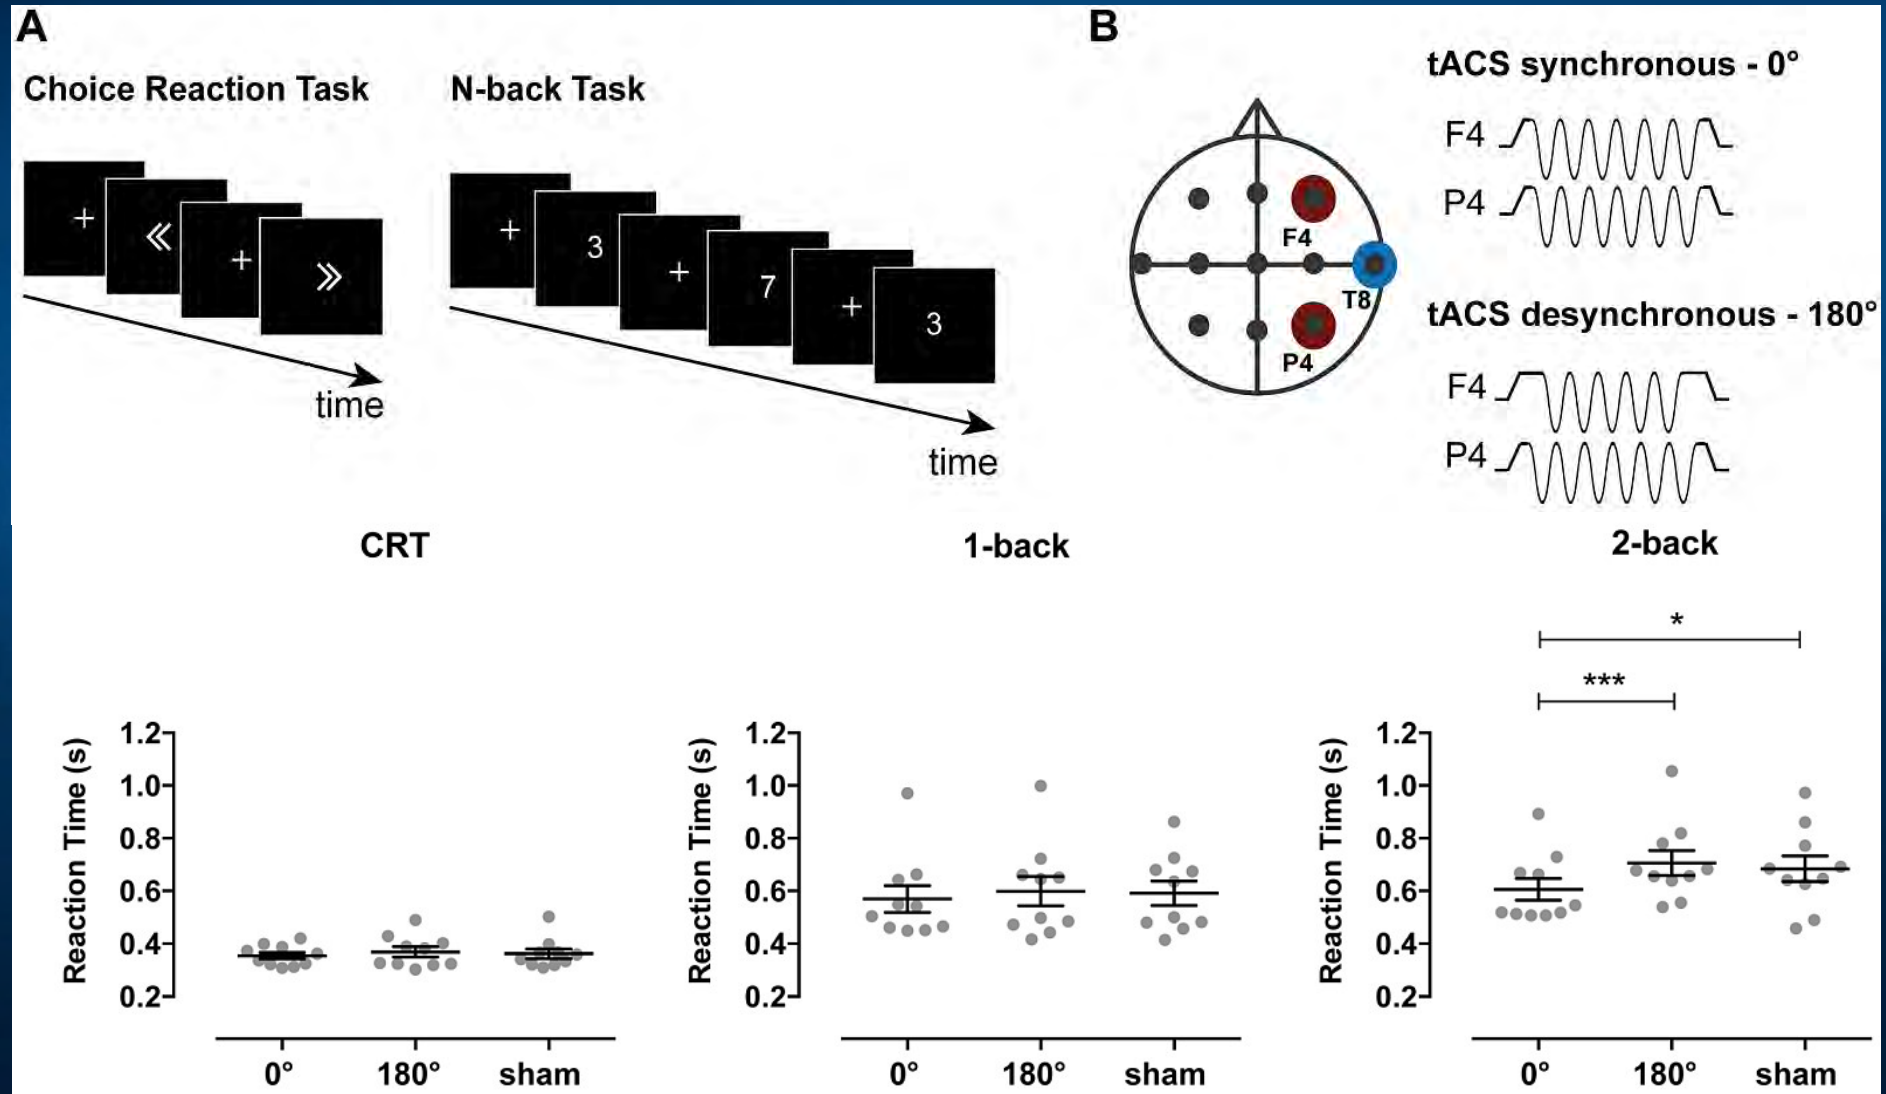 A
Choice Reaction Task
N-back Task
+
«
+
»
time
+
3
+
7
+
3
time
B
F4
T8
P4
tACS synchronous - 0°
F4
P4
tACS desynchronous - 180°
F4
P4
CRT
Reaction Time (s)
1.2
1.0
0.8
0.6
0.4
0.2
0° 180° sham
1-back
Reaction Time (s)
1.2
1.0
0.8
0.6
0.4
0.2
0° 180° sham
2-back
*
***
Reaction Time (s)
1.2
1.0
0.8
0.6
0.4
0.2
0° 180° sham